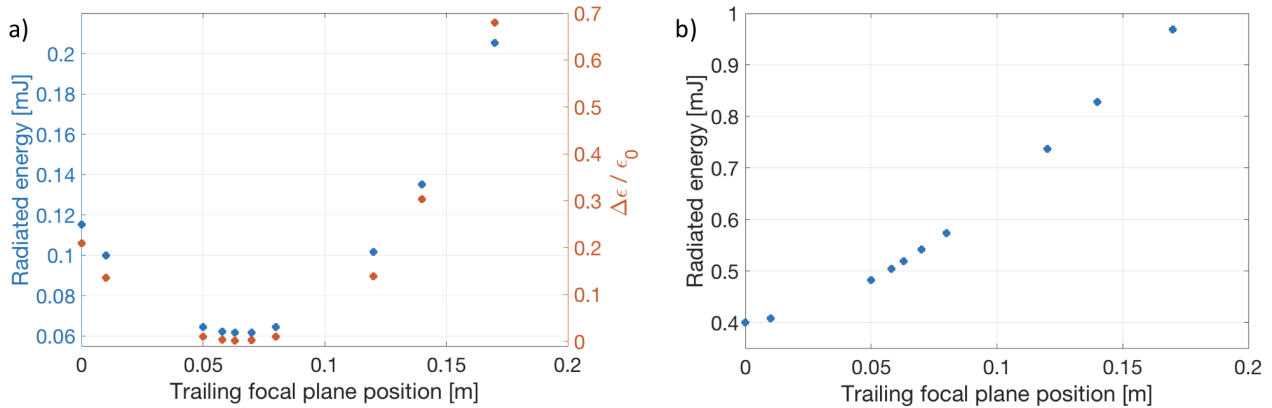 a)
Radiated energy [mJ]
0.2
0.18
0.16
0.14
0.12
0.1
0.08
0.06
0.7
0.6
0.5
0.4
0.3
0.2
0.1
0
Δϵ / ϵ0
0 0.05 0.1 0.15 0.2
Trailing focal plane position [m]
b)
Radiated energy [mJ]
1
0.9
0.8
0.7
0.6
0.5
0.4
0 0.05 0.1 0.15 0.2
Trailing focal plane position [m]